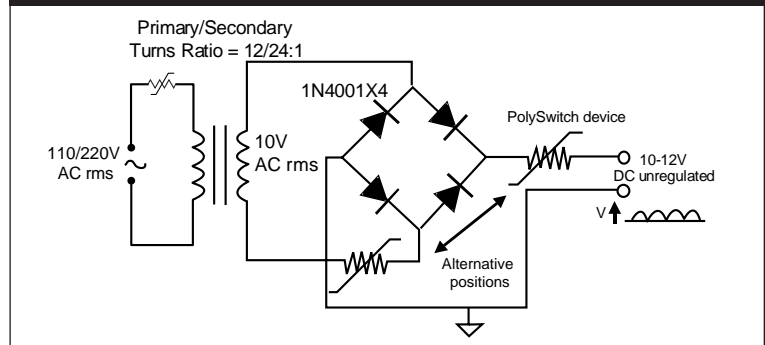 Primary/Secondary
Turns Ratio = 12/24:1
1N4001X4
PolySwitch device
110/220V
AC rms
10V
AC rms
10-12V
DC unregulated
V
Alternative
positions